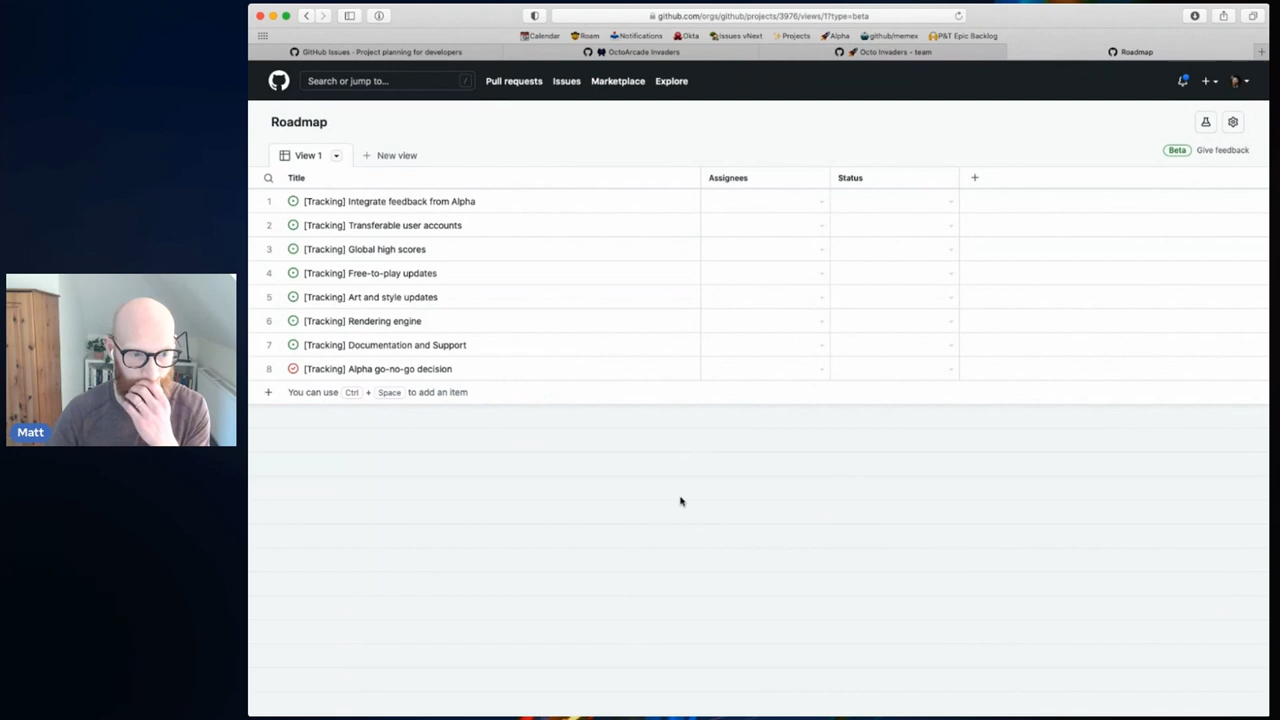 github.com/orgs/github/projects/3976/views/1?type=beta
Calendar Roam Notifications Okta Issues vNext Projects Alpha github/memex P&T Epic Backlog
GitHub Issues - Project planning for developers OctoArcade Invaders Octo Invaders - team Roadmap
Search or jump to... / Pull requests Issues Marketplace Explore
Roadmap
View 1 New view Beta Give feedback
Title Assignees Status
1 [Tracking] Integrate feedback from Alpha
2 [Tracking] Transferable user accounts
3 [Tracking] Global high scores
4 [Tracking] Free-to-play updates
5 [Tracking] Art and style updates
6 [Tracking] Rendering engine
7 [Tracking] Documentation and Support
8 [Tracking] Alpha go-no-go decision
You can use Ctrl + Space to add an item
Matt